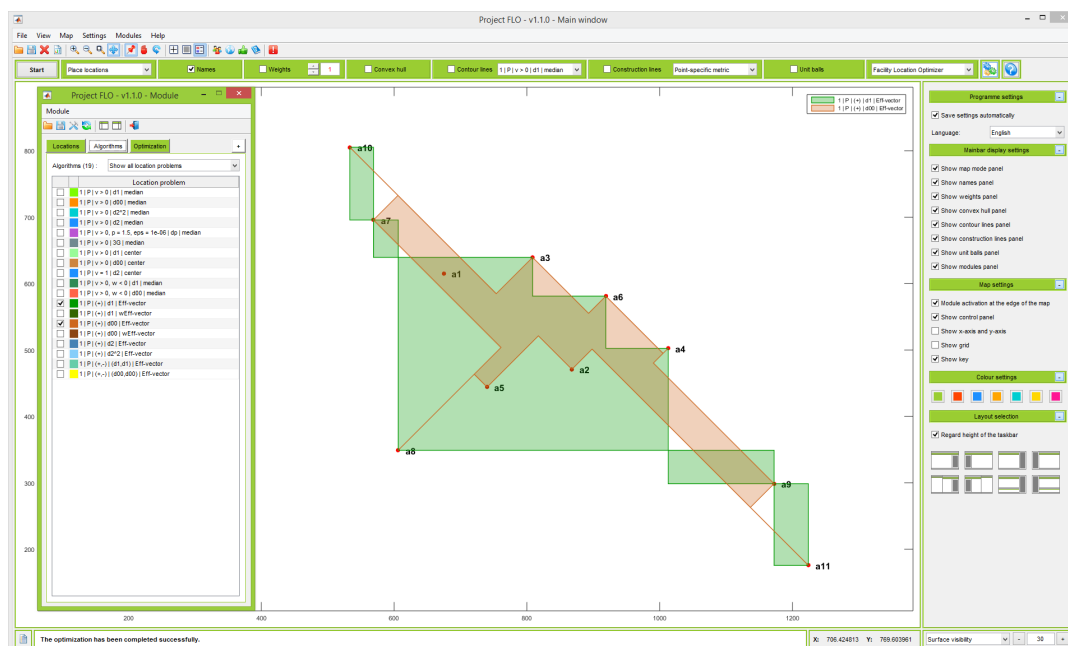 Project FLO - v1.1.0 - Main window
File View Map Settings Modules Help
Start Place locations Names Weights 1 Convex hull Contour lines 1 | P | v > 0 | d1 | median Construction lines Point-specific metric Unit balls Facility Location Optimizer
Project FLO - v1.1.0 - Module
Module
Locations Algorithms Optimization +
Algorithms (19) : Show all location problems
Location problem
1 | P | v > 0 | d1 | median
1 | P | v > 0 | d00 | median
1 | P | v > 0 | d2^2 | median
1 | P | v > 0 | d2 | median
1 | P | v > 0, p = 1.5, eps = 1e-06 | dp | median
1 | P | v > 0 | 3G | median
1 | P | v > 0 | d1 | center
1 | P | v > 0 | d00 | center
1 | P | v = 1 | d2 | center
1 | P | v > 0, w < 0 | d1 | median
1 | P | v > 0, w < 0 | d00 | median
1 | P | (+) | d1 | Eff-vector
1 | P | (+) | d1 | wEff-vector
1 | P | (+) | d00 | Eff-vector
1 | P | (+) | d00 | wEff-vector
1 | P | (+) | d2 | Eff-vector
1 | P | (+) | d2^2 | Eff-vector
1 | P | (+,-) | (d1,d1) | Eff-vector
1 | P | (+,-) | (d00,d00) | Eff-vector
1 | P | (+) | d1 | Eff-vector
1 | P | (+) | d00 | Eff-vector
800
700
600
500
400
300
200
200 400 600 800 1000 1200
a10
a7
a3
a1
a6
a4
a2
a5
a8
a9
a11
Programme settings
Save settings automatically
Language: English
Mainbar display settings
Show map mode panel
Show names panel
Show weights panel
Show convex hull panel
Show contour lines panel
Show construction lines panel
Show unit balls panel
Show modules panel
Map settings
Module activation at the edge of the map
Show control panel
Show x-axis and y-axis
Show grid
Show key
Colour settings
Layout selection
Regard height of the taskbar
The optimization has been completed successfully.
X: 706.424813 Y: 769.603961
Surface visibility - 30 +